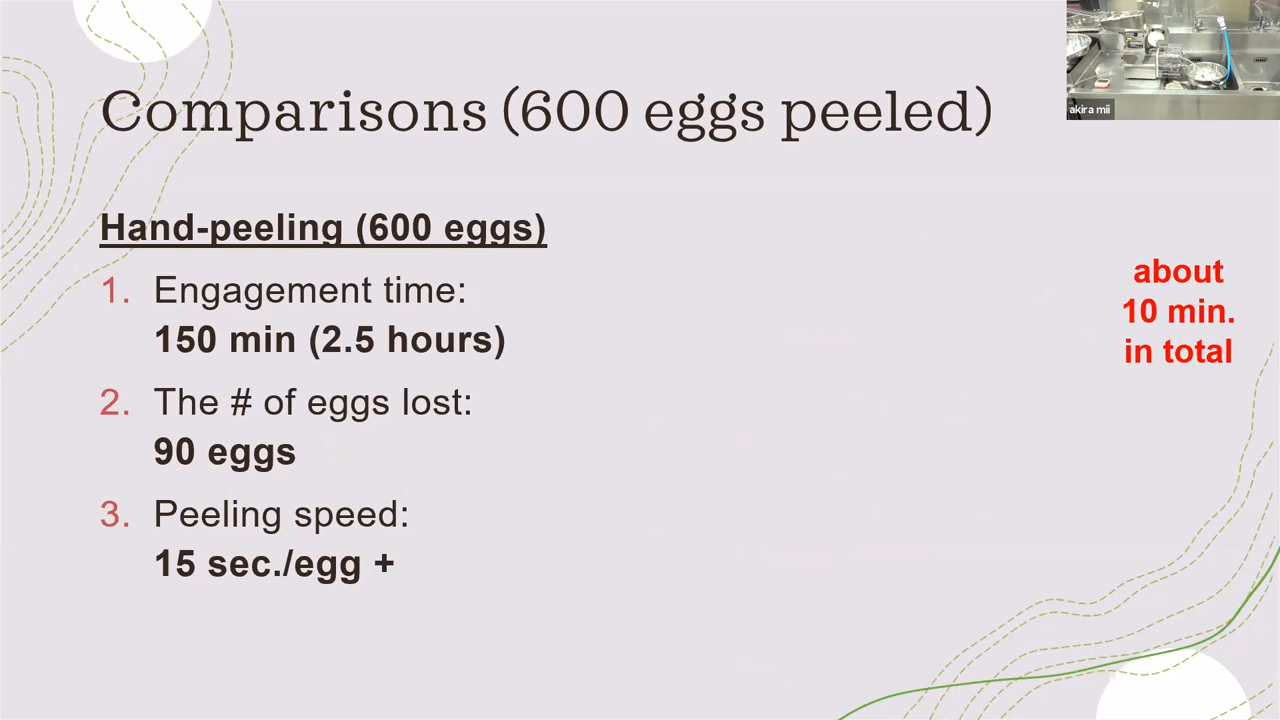 Comparisons (600 eggs peeled)
akira mii
Hand-peeling (600 eggs)
1. Engagement time:
150 min (2.5 hours)
2. The # of eggs lost:
90 eggs
3. Peeling speed:
15 sec./egg +
about
10 min.
in total